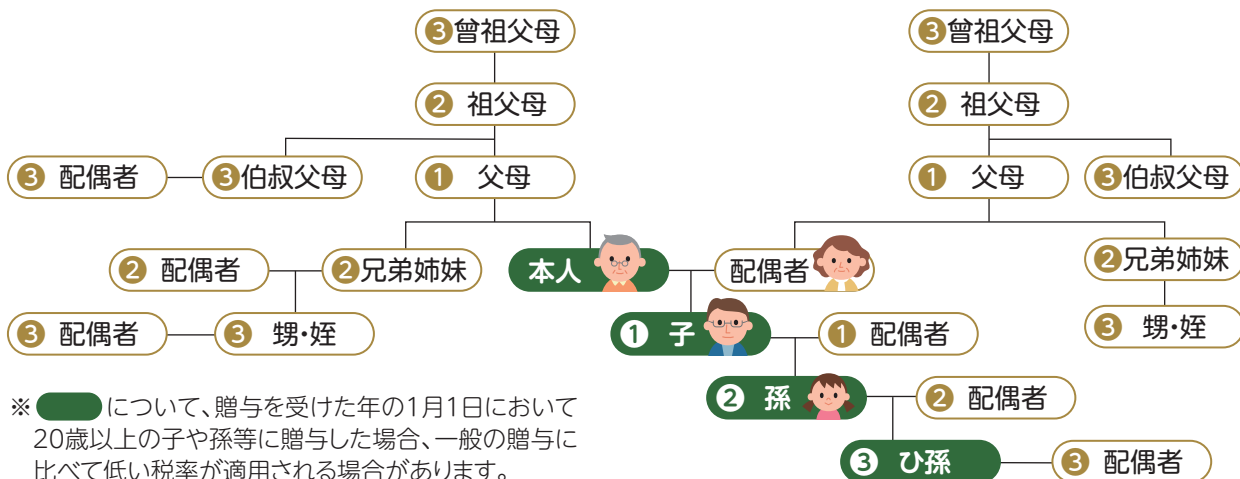 ❸曾祖父母 ❸曾祖父母
❷ 祖父母 ❷ 祖父母
❸ 配偶者 ❸伯叔父母 ❶ 父母 ❶ 父母 ❸伯叔父母
❷ 配偶者 ❷兄弟姉妹 本人 配偶者 ❷兄弟姉妹
❸ 配偶者 ❸ 甥・姪 ❶ 子 ❶ 配偶者 ❸ 甥・姪
❷ 孫 ❷ 配偶者
❸ ひ孫 ❸ 配偶者
※ について、贈与を受けた年の1月1日において
20歳以上の子や孫等に贈与した場合、一般の贈与に
比べて低い税率が適用される場合があります。